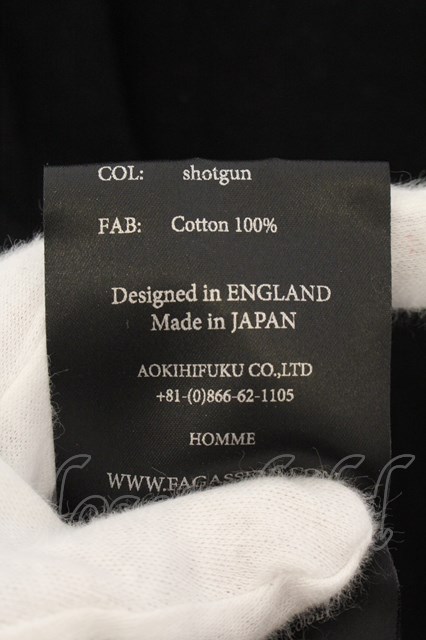 COL: shotgun
FAB: Cotton 100%
Designed in ENGLAND
Made in JAPAN
AOKIHIFUKU CO.,LTD
+81-(0)866-62-1105
HOMME